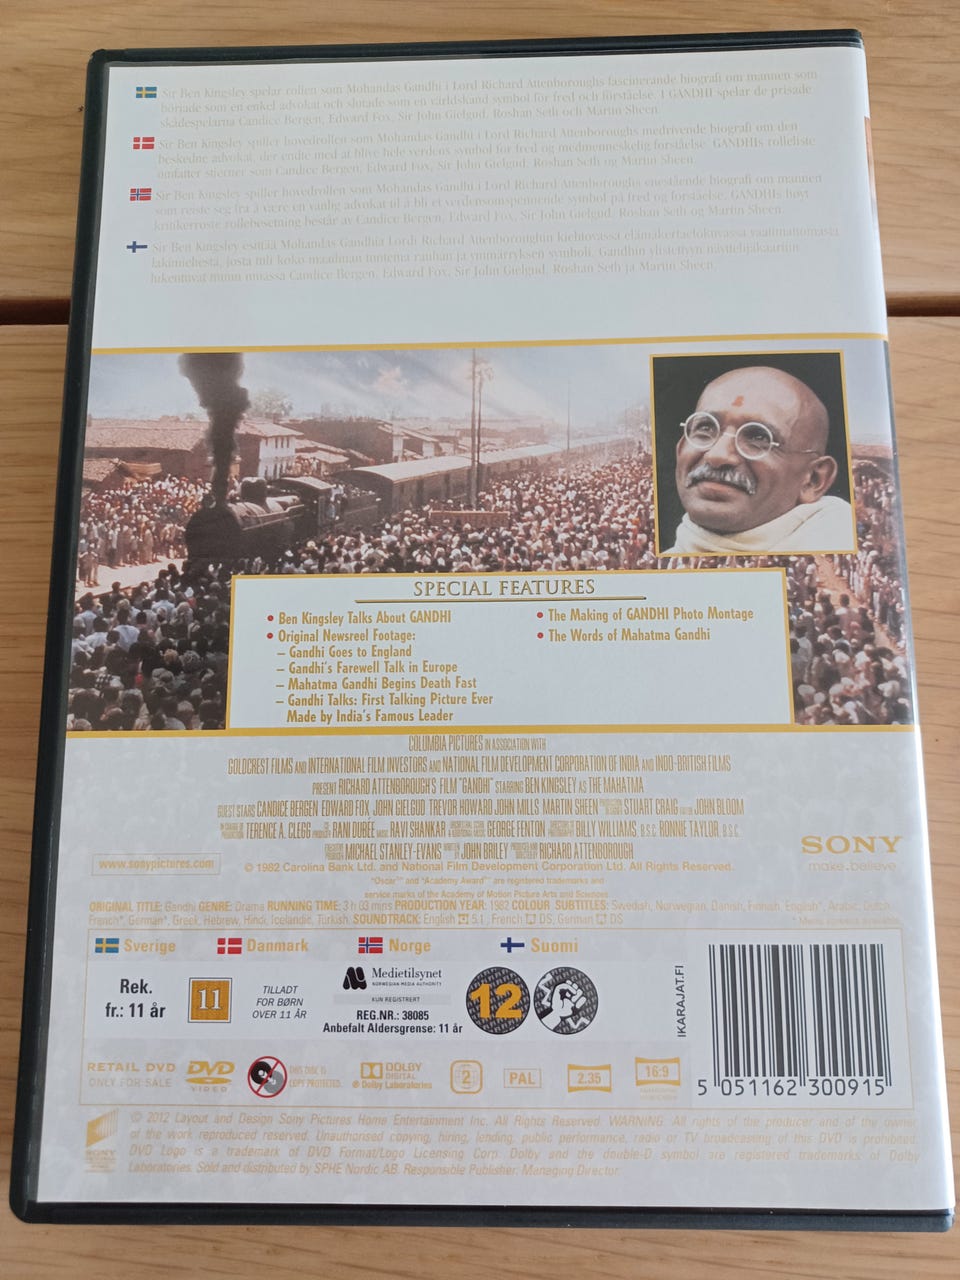 Sir Ben Kingsley spelar rollen som Mohandas Gandhi i Lord Richard Attenboroughs fascinerande biografi om mannen som
började som en enkel advokat och slutade som en världskänd symbol för fred och förståelse. I GANDHI spelar de prisade
skådespelarna Candice Bergen, Edward Fox, Sir John Gielgud, Roshan Seth och Martin Sheen.
Sir Ben Kingsley spiller hovedrollen som Mohandas Gandhi i Lord Richard Attenboroughs medrivende biografi om den
beskedne advokat, der endte med at blive hele verdens symbol for fred og medmenneskelig forståelse. GANDHIs rolleliste
omfatter stjerner som Candice Bergen, Edward Fox, Sir John Gielgud, Roshan Seth og Martin Sheen.
Sir Ben Kingsley spiller hovedrollen som Mohandas Gandhi i Lord Richard Attenboroughs enestående biografi om mannen
som reiste seg fra å være en vanlig advokat til å bli et verdensomspennende symbol på fred og forståelse. GANDHIs høyt
kritikerroste rollebesetning består av Candice Bergen, Edward Fox, Sir John Gielgud, Roshan Seth og Martin Sheen.
Sir Ben Kingsley esittää Mohandas Gandhia Lordi Richard Attenboroughin kiehtovassa elämäkertaelokuvassa vaatimattomasta
lakimiehestä, josta tuli koko maailman tuntema rauhan ja ymmärryksen symboli. Gandhin ylistettyyn näyttelijäkaartiin
lukeutuvat muun muassa Candice Bergen, Edward Fox, Sir John Gielgud, Roshan Seth ja Martin Sheen.
SPECIAL FEATURES
• Ben Kingsley Talks About GANDHI
• Original Newsreel Footage:
– Gandhi Goes to England
– Gandhi's Farewell Talk in Europe
– Mahatma Gandhi Begins Death Fast
– Gandhi Talks: First Talking Picture Ever
Made by India's Famous Leader
• The Making of GANDHI Photo Montage
• The Words of Mahatma Gandhi
COLUMBIA PICTURES IN ASSOCIATION WITH
GOLDCREST FILMS AND INTERNATIONAL FILM INVESTORS AND NATIONAL FILM DEVELOPMENT CORPORATION OF INDIA AND INDO-BRITISH FILMS
PRESENT RICHARD ATTENBOROUGH'S FILM "GANDHI" STARRING BEN KINGSLEY AS THE MAHATMA
GUEST STARS CANDICE BERGEN EDWARD FOX, JOHN GIELGUD TREVOR HOWARD JOHN MILLS MARTIN SHEEN STUART CRAIG JOHN BLOOM
IN CHARGE OF PRODUCTION TERENCE A. CLEGG RANI DUBÉE MUSIC RAVI SHANKAR GEORGE FENTON BILLY WILLIAMS B.S.C. RONNIE TAYLOR B.S.C.
EXECUTIVE PRODUCER MICHAEL STANLEY-EVANS WRITTEN BY JOHN BRILEY PRODUCED AND DIRECTED BY RICHARD ATTENBOROUGH
www.sonypictures.com
SONY
make.believe
© 1982 Carolina Bank Ltd. and National Film Development Corporation Ltd. All Rights Reserved.
"Oscar®" and "Academy Award®" are registered trademarks and
service marks of the Academy of Motion Picture Arts and Sciences
ORIGINAL TITLE: Gandhi GENRE: Drama RUNNING TIME: 3 h 03 mins PRODUCTION YEAR: 1982 COLOUR SUBTITLES: Swedish, Norwegian, Danish, Finnish, English*, Arabic, Dutch,
French*, German*, Greek, Hebrew, Hindi, Icelandic, Turkish. SOUNDTRACK: English 5.1, French DS, German DS
Sverige Danmark Norge Suomi
Rek.
fr.: 11 år
11
TILLADT
FOR BØRN
OVER 11 ÅR
Medietilsynet
NORWEGIAN MEDIA AUTHORITY
KUN REGISTRERT
REG.NR.: 38085
Anbefalt Aldersgrense: 11 år
12
IKARAJAT.FI
RETAIL DVD
ONLY FOR SALE
DVD
VIDEO
THIS DISC IS
COPY PROTECTED.
DOLBY
DIGITAL
Dolby Laboratories
2
PAL
2.35
16:9
5 051162 300915
© 2012 Layout and Design Sony Pictures Home Entertainment Inc. All Rights Reserved. WARNING: All rights of the producer and of the owner
of the work reproduced reserved. Unauthorised copying, hiring, lending, public performance, radio or TV broadcasting of this DVD is prohibited.
DVD Logo is a trademark of DVD Format/Logo Licensing Corp. Dolby and the double-D symbol are registered trademarks of Dolby
Laboratories. Sold and distributed by SPHE Nordic AB. Responsible Publisher: Managing Director.
SONY